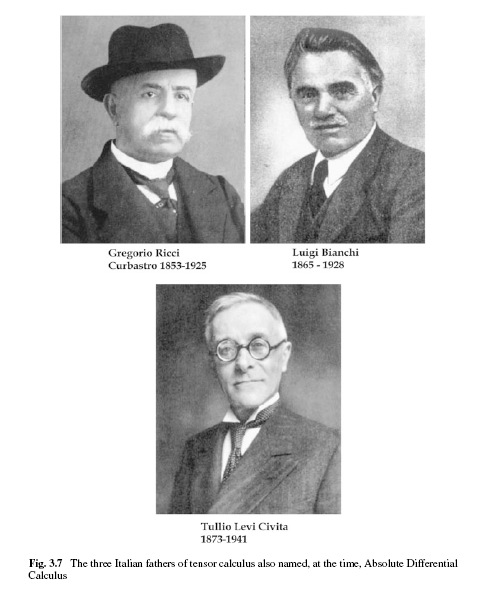 Gregorio Ricci
Curbastro 1853-1925
Luigi Bianchi
1865 - 1928
Tullio Levi Civita
1873-1941
Fig. 3.7 The three Italian fathers of tensor calculus also named, at the time, Absolute Differential
Calculus